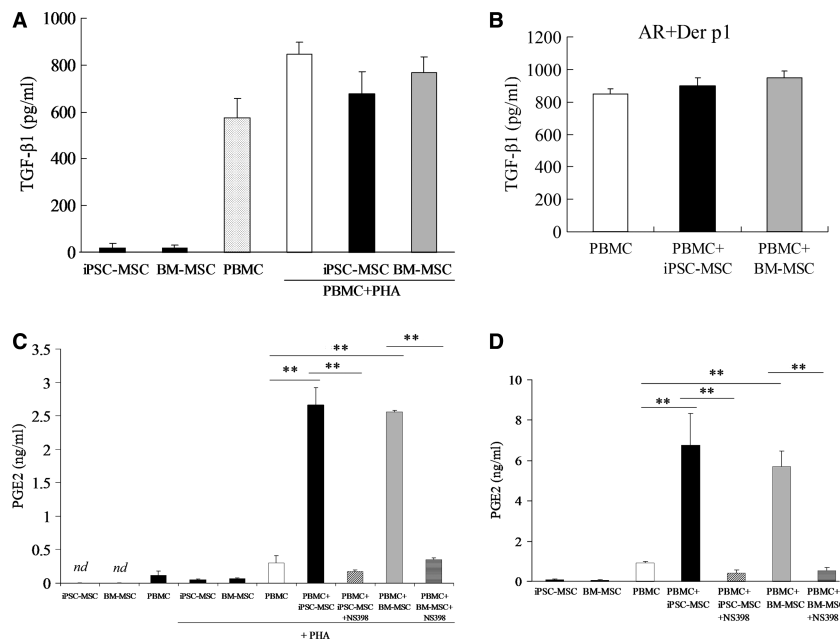 A
TGF-β1 (pg/ml)
1000
800
600
400
200
0
iPSC-MSC BM-MSC PBMC iPSC-MSC BM-MSC
PBMC+PHA
B
AR+Der p1
TGF-β1 (pg/ml)
1200
1000
800
600
400
200
0
PBMC PBMC+ PBMC+
iPSC-MSC BM-MSC
C
PGE2 (ng/ml)
3.5
3
2.5
2
1.5
1
0.5
0
**
**
** **
nd nd
iPSC-MSC BM-MSC PBMC iPSC-MSC BM-MSC PBMC PBMC+ PBMC+ PBMC+ PBMC+
iPSC-MSC iPSC-MSC BM-MSC BM-MSC+
+NS398 NS398
+ PHA
D
PGE2 (ng/ml)
10
8
6
4
2
0
**
**
**
**
iPSC-MSC BM-MSC PBMC PBMC+ PBMC+ PBMC+ PBMC+
iPSC-MSC iPSC-MSC BM-MSC BM-MSC
+NS398 +NS398